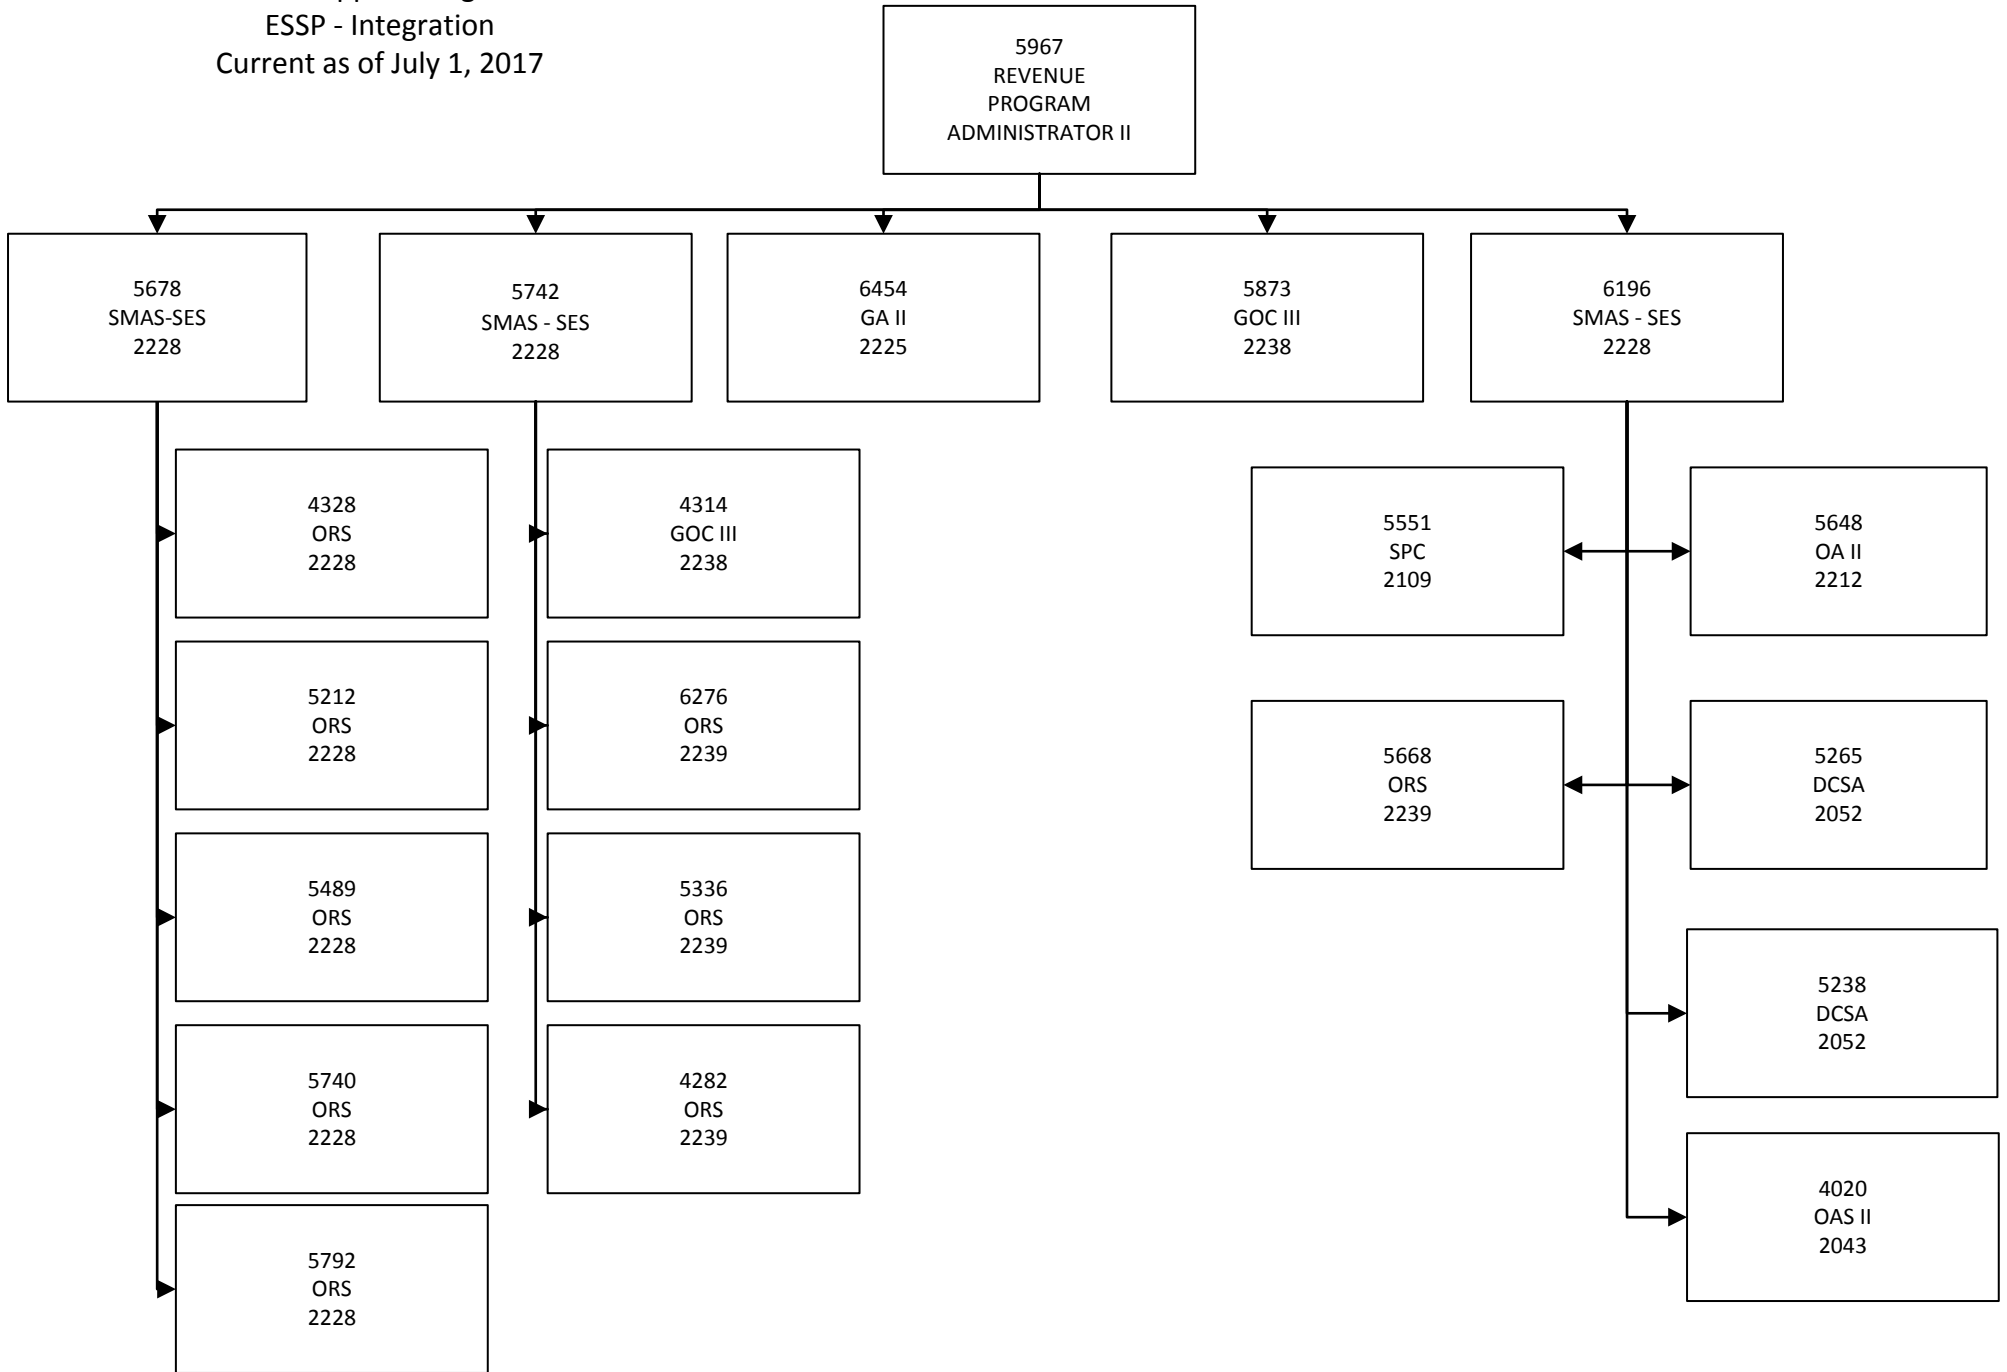 ESSP - Integration
Current as of July 1, 2017
5967
REVENUE
PROGRAM
ADMINISTRATOR II
5678
SMAS-SES
2228
5742
SMAS - SES
2228
6454
GA II
2225
5873
GOC III
2238
6196
SMAS - SES
2228
4328
ORS
2228
5212
ORS
2228
5489
ORS
2228
5740
ORS
2228
5792
ORS
2228
4314
GOC III
2238
6276
ORS
2239
5336
ORS
2239
4282
ORS
2239
5551
SPC
2109
5648
OA II
2212
5668
ORS
2239
5265
DCSA
2052
5238
DCSA
2052
4020
OAS II
2043